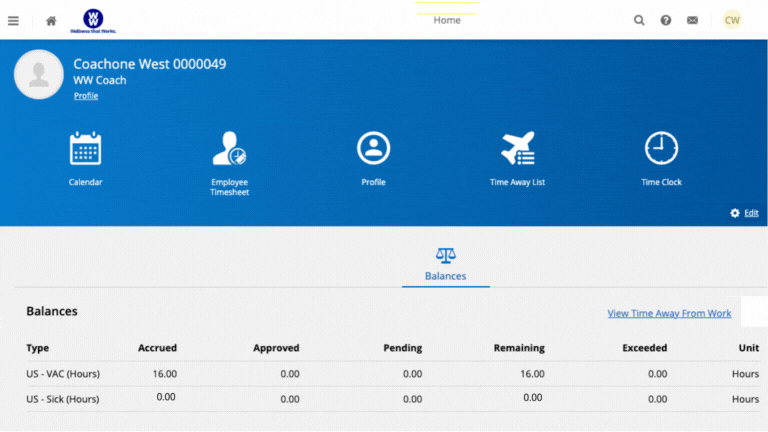 Home
CW
WW
Wellness that Works.
Coachone West 0000049
WW Coach
Profile
Calendar
Employee
Timesheet
Profile
Time Away List
Time Clock
Edit
Balances
Balances
View Time Away From Work
Type Accrued Approved Pending Remaining Exceeded Unit
US - VAC (Hours) 16.00 0.00 0.00 16.00 0.00 Hours
US - Sick (Hours) 0.00 0.00 0.00 0.00 0.00 Hours